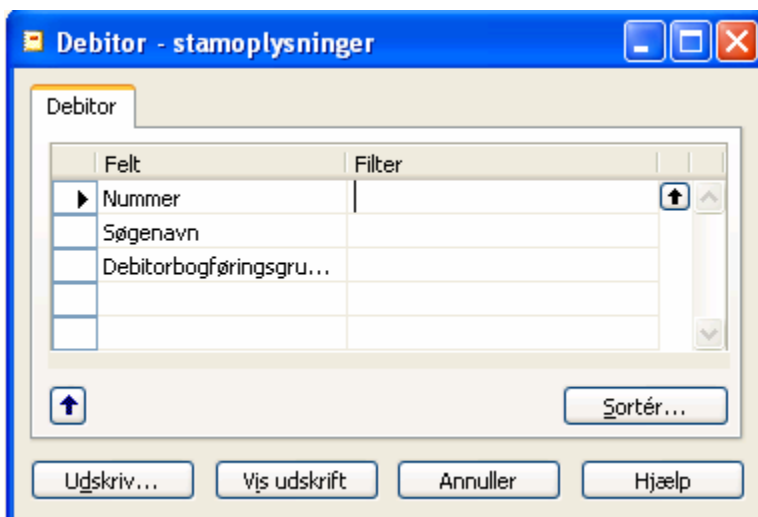 Debitor - stamoplysninger
Debitor
Felt Filter
Nummer
Søgenavn
Debitorbogføringsgru...
Sortér...
Udskriv... Vis udskrift Annuller Hjælp